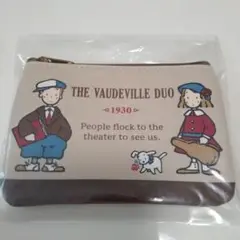 THE VAUDEVILLE DUO
1930
People flock to the
theater to see us.